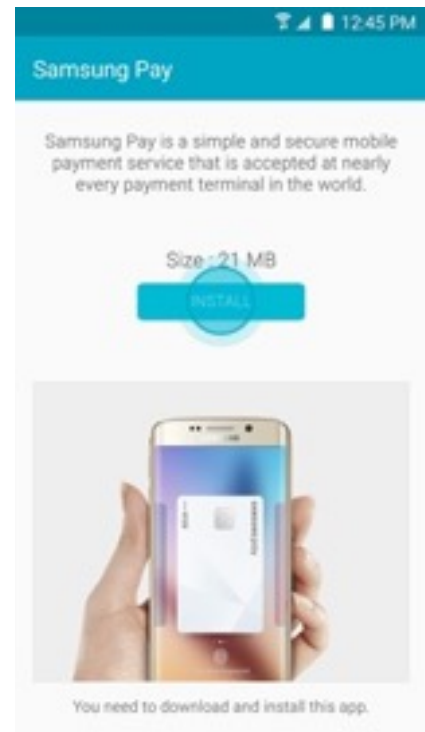 12:45 PM
Samsung Pay
Samsung Pay is a simple and secure mobile
payment service that is accepted at nearly
every payment terminal in the world.
Size : 21 MB
INSTALL
You need to download and install this app.